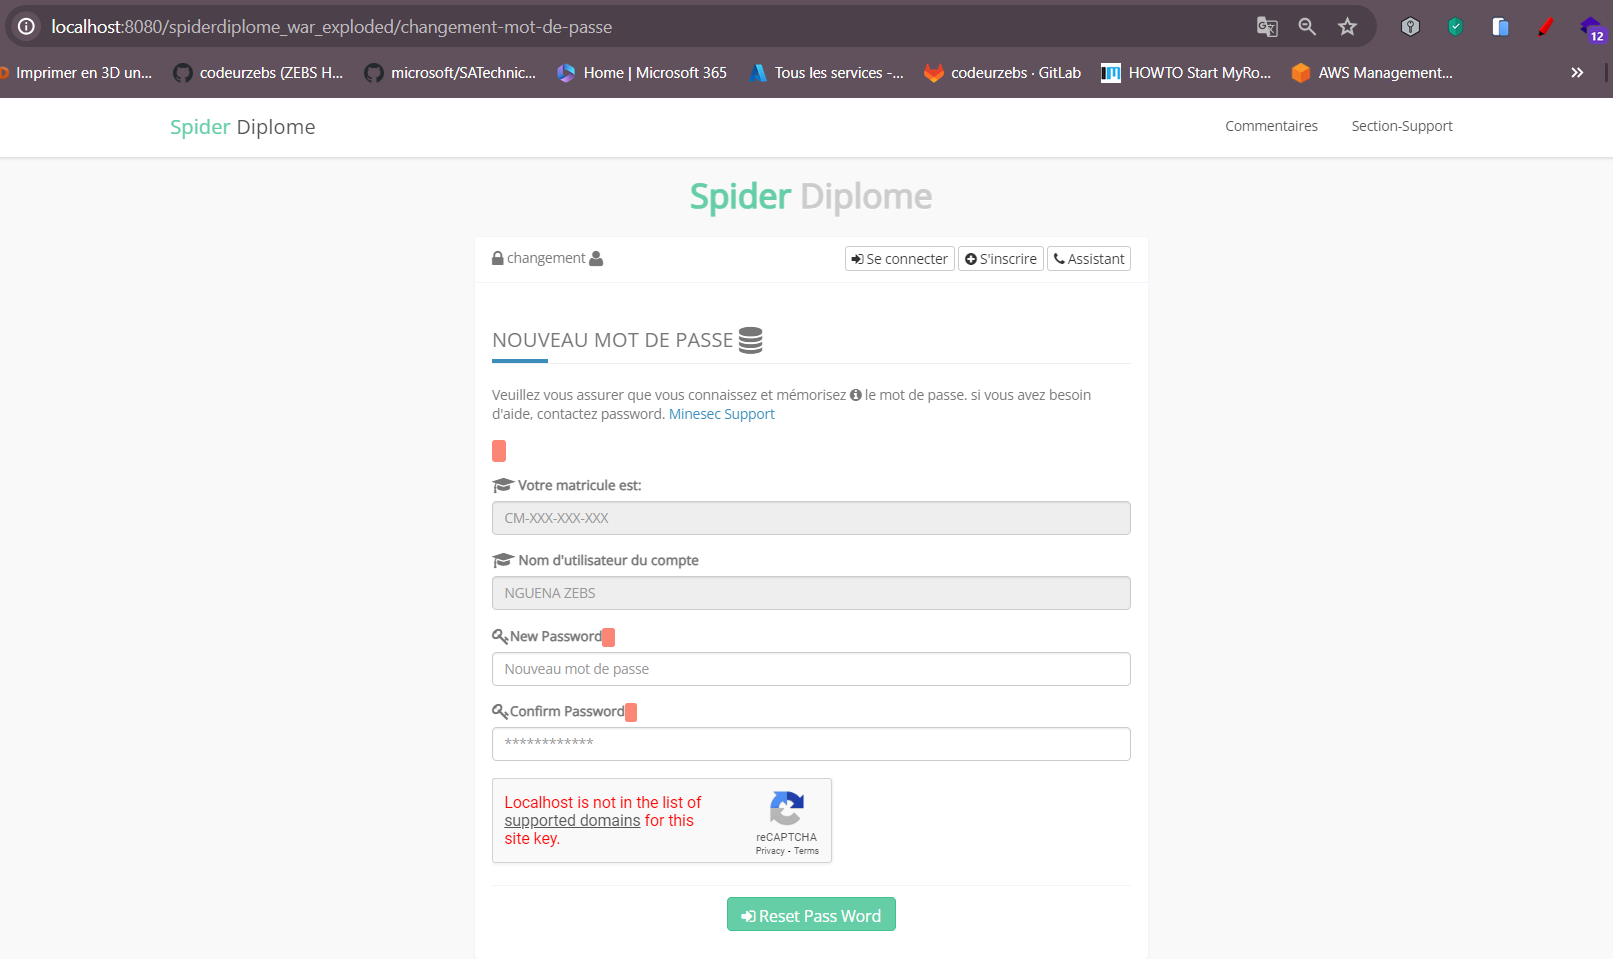 localhost:8080/spiderdiplome_war_exploded/changement-mot-de-passe
12
Imprimer en 3D un... codeurzebs (ZEBS H... microsoft/SATechnic... Home | Microsoft 365 Tous les services -... codeurzebs · GitLab HOWTO Start MyRo... AWS Management... »
Spider Diplome Commentaires Section-Support
Spider Diplome
changement Se connecter S'inscrire Assistant
NOUVEAU MOT DE PASSE
Veuillez vous assurer que vous connaissez et mémorisez le mot de passe. si vous avez besoin
d'aide, contactez password. Minesec Support
Votre matricule est:
CM-XXX-XXX-XXX
Nom d'utilisateur du compte
NGUENA ZEBS
New Password
Nouveau mot de passe
Confirm Password
************
Localhost is not in the list of
supported domains for this
site key.
reCAPTCHA
Privacy - Terms
Reset Pass Word